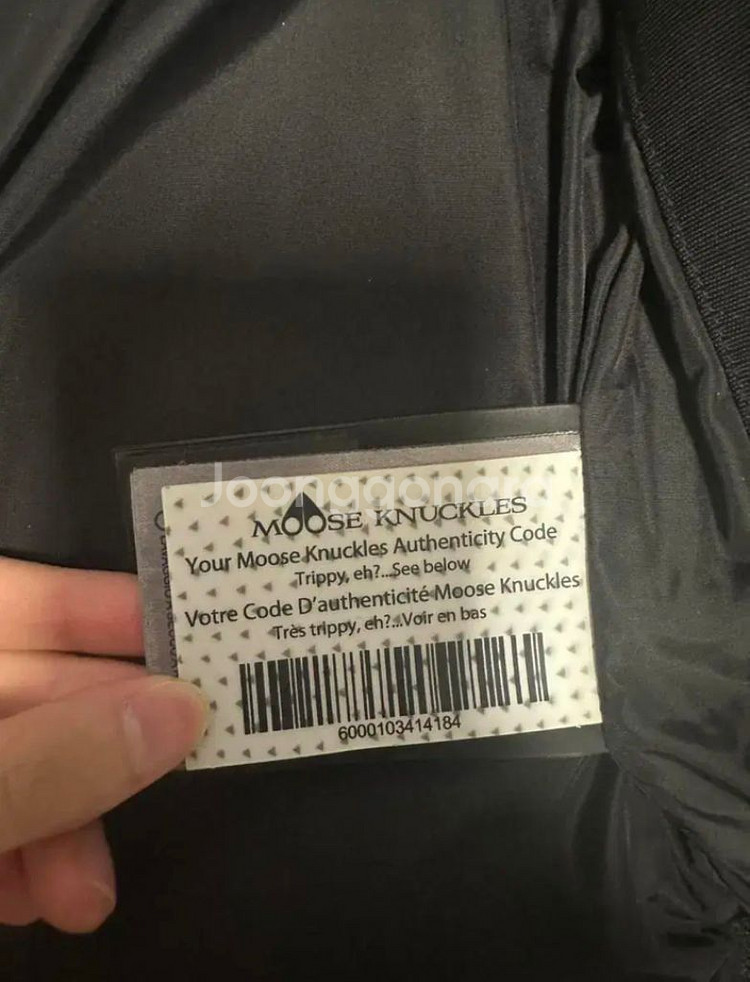 Joonggonara
MOOSE KNUCKLES
Your Moose Knuckles Authenticity Code
Trippy, eh?...See below
Votre Code D'authenticité Moose Knuckles
Très trippy, eh?...Voir en bas
6000103414184